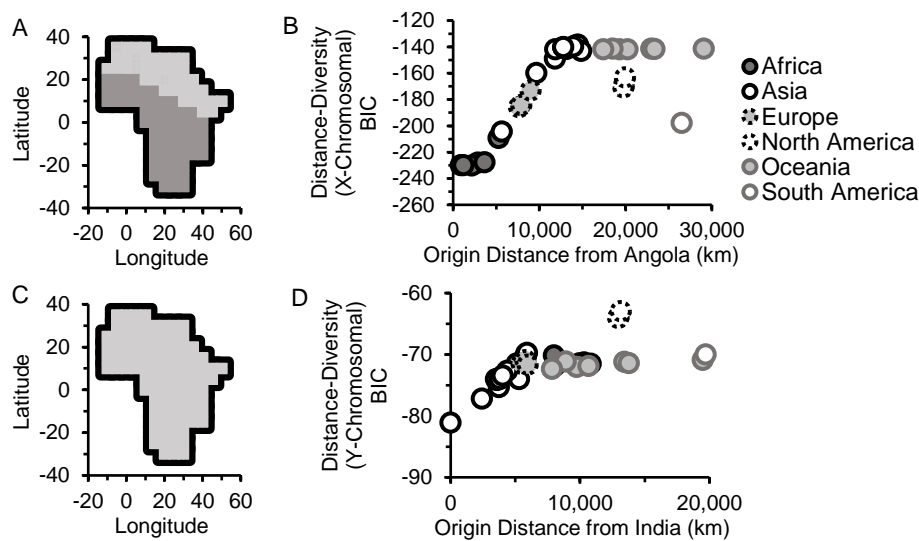 A
Latitude
40
20
0
-20
-40
-20 0 20 40 60
Longitude
B
Distance-Diversity
(X-Chromosomal)
BIC
-120
-140
-160
-180
-200
-220
-240
-260
0 10,000 20,000 30,000
Origin Distance from Angola (km)
Africa
Asia
Europe
North America
Oceania
South America
C
Latitude
40
20
0
-20
-40
-20 0 20 40 60
Longitude
D
Distance-Diversity
(Y-Chromosomal)
BIC
-60
-70
-80
-90
0 10,000 20,000
Origin Distance from India (km)